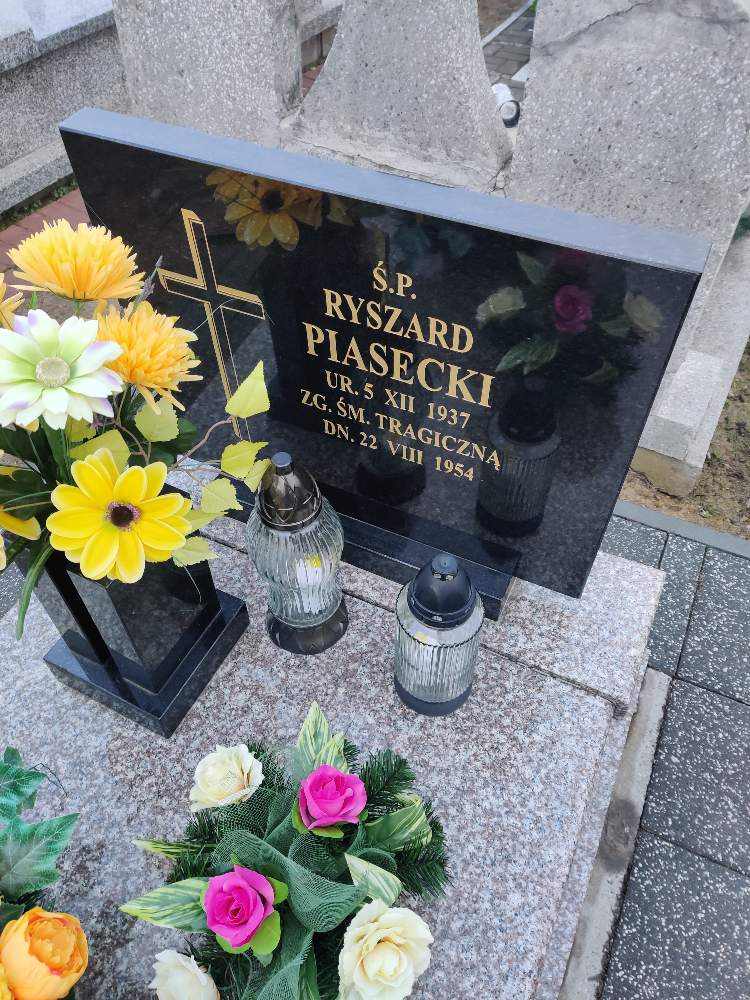 Ś.P.
RYSZARD
PIASECKI
UR. 5 XII 1937
ZG. ŚM. TRAGICZNĄ
DN. 22 VIII 1954